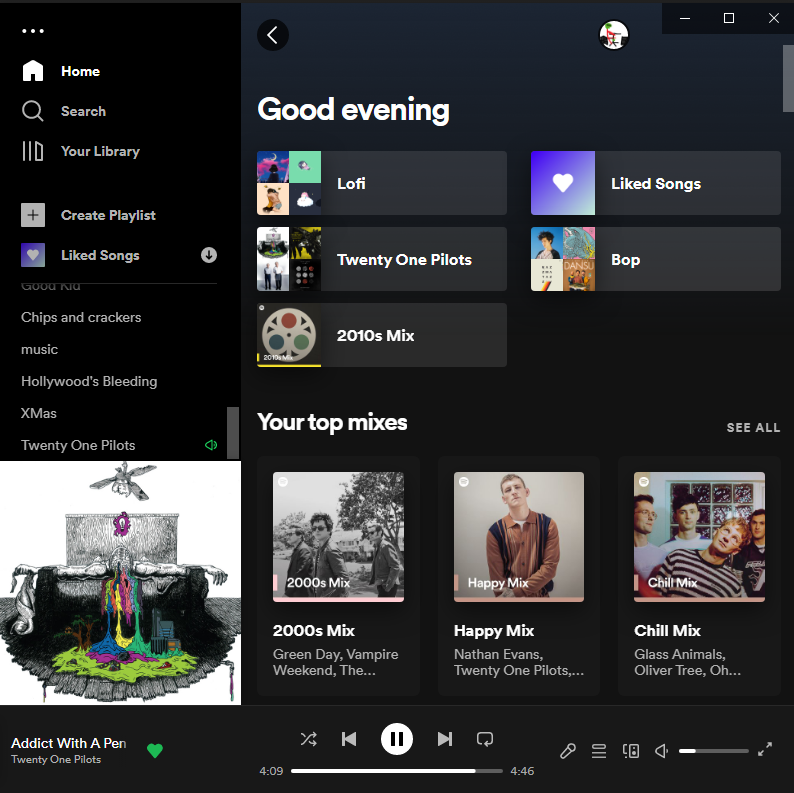 Home
Search
Your Library
Create Playlist
Liked Songs
Good Kid
Chips and crackers
music
Hollywood's Bleeding
XMas
Twenty One Pilots
Good evening
Lofi
Liked Songs
Twenty One Pilots
DANSU
Bop
2010s Mix
2010s Mix
Your top mixes
SEE ALL
2000s Mix
Happy Mix
Chill Mix
2000s Mix
Green Day, Vampire
Weekend, The...
Happy Mix
Nathan Evans,
Twenty One Pilots,...
Chill Mix
Glass Animals,
Oliver Tree, Oh...
Addict With A Pen
Twenty One Pilots
4:09
4:46